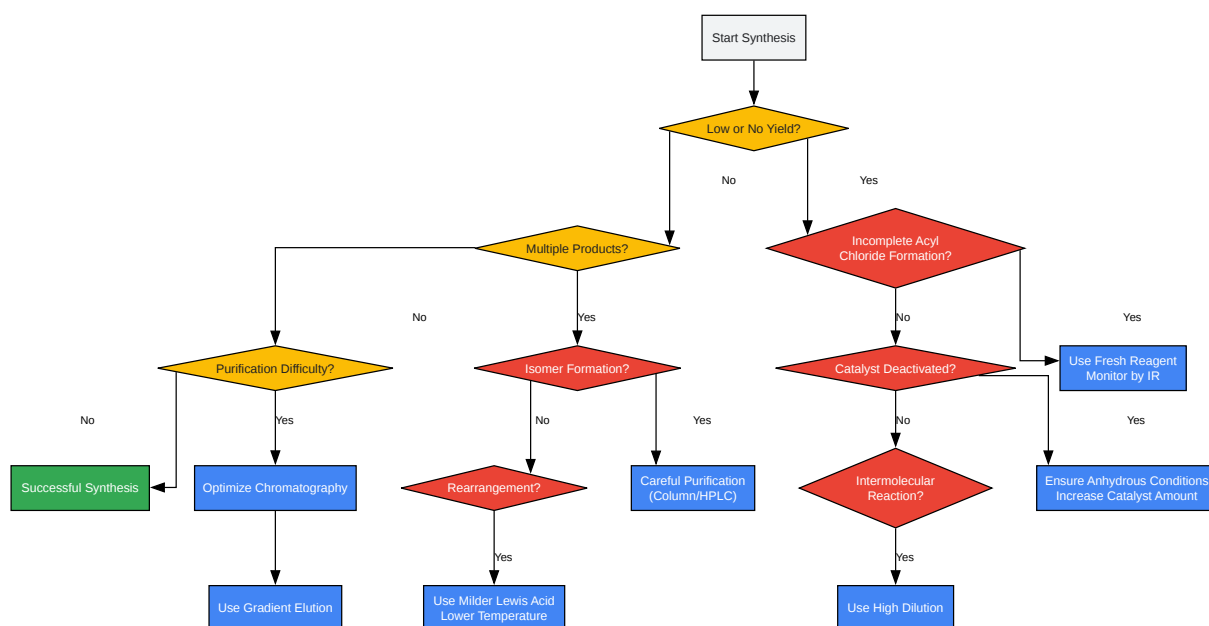 Start Synthesis
Low or No Yield?
No
Yes
Multiple Products?
Incomplete Acyl
Chloride Formation?
No
Yes
No
Yes
Purification Difficulty?
Isomer Formation?
Catalyst Deactivated?
Use Fresh Reagent
Monitor by IR
No
Yes
No
Yes
No
Yes
Successful Synthesis
Optimize Chromatography
Rearrangement?
Careful Purification
(Column/HPLC)
Intermolecular
Reaction?
Ensure Anhydrous Conditions
Increase Catalyst Amount
Yes
Yes
Use Gradient Elution
Use Milder Lewis Acid
Lower Temperature
Use High Dilution